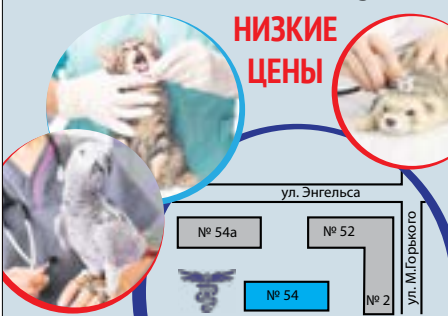 НИЗКИЕ
ЦЕНЫ
ул. Энгельса
№ 54а
№ 52
ул. М.Горького
№ 54
№ 2